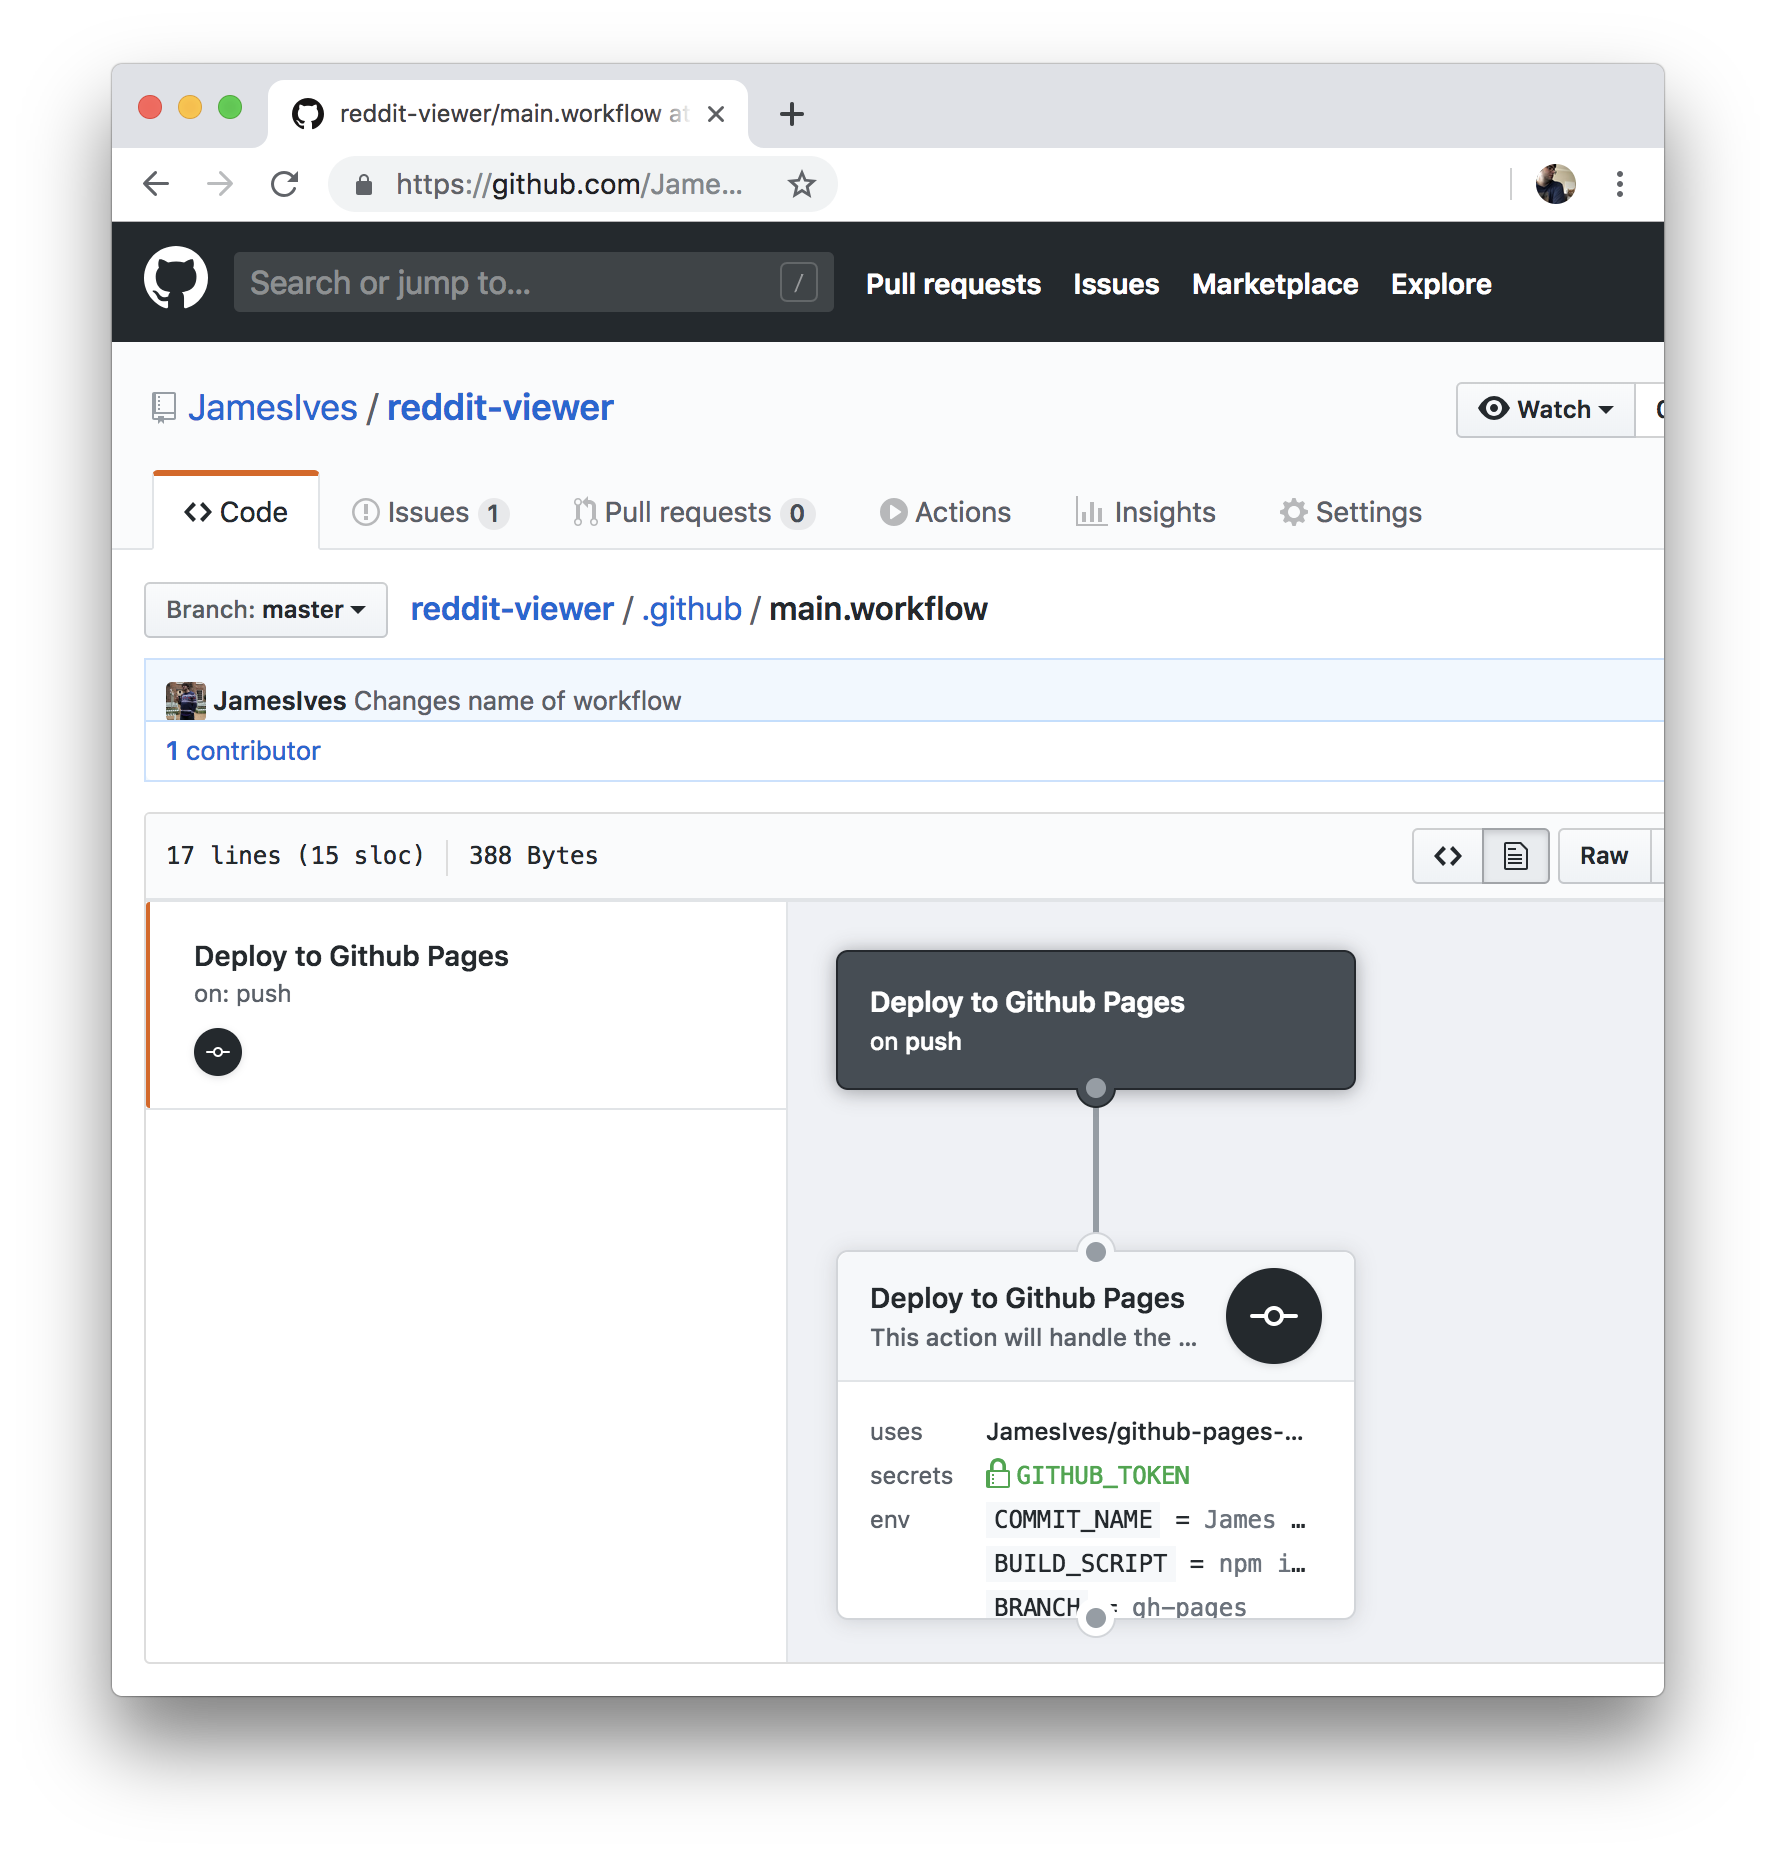 reddit-viewer/main.workflow at
https://github.com/Jame...
Search or jump to... /
Pull requests Issues Marketplace Explore
JamesIves / reddit-viewer
Watch
Code Issues 1 Pull requests 0 Actions Insights Settings
Branch: master reddit-viewer / .github / main.workflow
JamesIves Changes name of workflow
1 contributor
17 lines (15 sloc) 388 Bytes
Raw
Deploy to Github Pages
on: push
Deploy to Github Pages
on push
Deploy to Github Pages
This action will handle the ...
uses JamesIves/github-pages-...
secrets GITHUB_TOKEN
env COMMIT_NAME = James …
BUILD_SCRIPT = npm i…
BRANCH = gh-pages